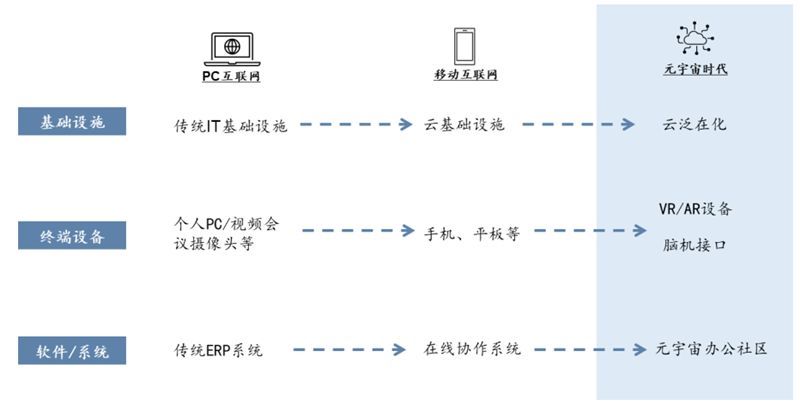 PC互联网
移动互联网
元宇宙时代
基础设施
传统IT基础设施
云基础设施
云泛在化
终端设备
个人PC/视频会
议摄像头等
手机、平板等
VR/AR设备
脑机接口
软件/系统
传统ERP系统
在线协作系统
元宇宙办公社区